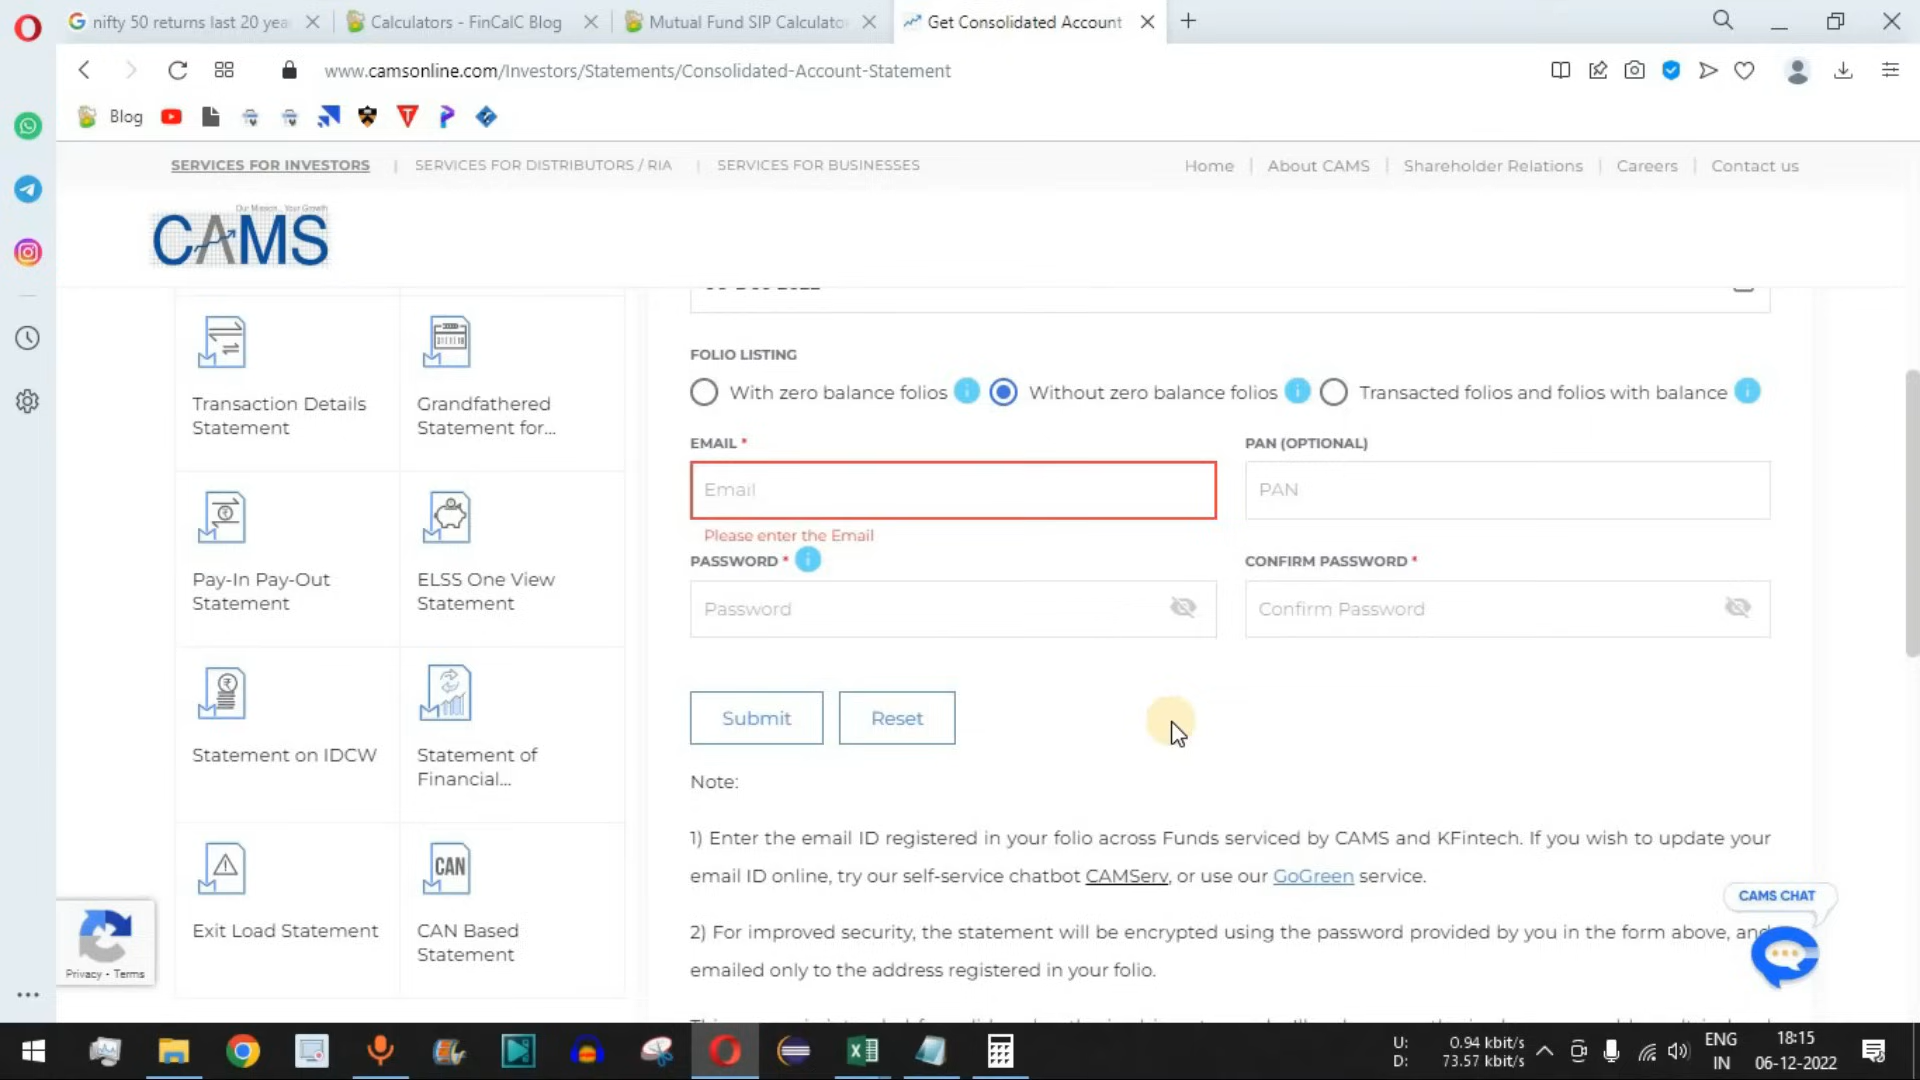 nifty 50 returns last 20 yea
Calculators - FinCalC Blog
Mutual Fund SIP Calculato
Get Consolidated Account
www.camsonline.com/Investors/Statements/Consolidated-Account-Statement
Blog
SERVICES FOR INVESTORS | SERVICES FOR DISTRIBUTORS / RIA | SERVICES FOR BUSINESSES
Home | About CAMS | Shareholder Relations | Careers | Contact us
Our Mission... Your Growth
CAMS
FOLIO LISTING
With zero balance folios
Without zero balance folios
Transacted folios and folios with balance
EMAIL *
PAN (OPTIONAL)
Email
PAN
Please enter the Email
PASSWORD *
CONFIRM PASSWORD *
Password
Confirm Password
Submit
Reset
Note:
1) Enter the email ID registered in your folio across Funds serviced by CAMS and KFintech. If you wish to update your
email ID online, try our self-service chatbot CAMServ, or use our GoGreen service.
2) For improved security, the statement will be encrypted using the password provided by you in the form above, and
emailed only to the address registered in your folio.
Transaction Details
Statement
Grandfathered
Statement for...
Pay-In Pay-Out
Statement
ELSS One View
Statement
Statement on IDCW
Statement of
Financial...
Exit Load Statement
CAN
CAN Based
Statement
CAMS CHAT
Privacy - Terms
U: 0.94 kbit/s
D: 73.57 kbit/s
ENG
IN
18:15
06-12-2022